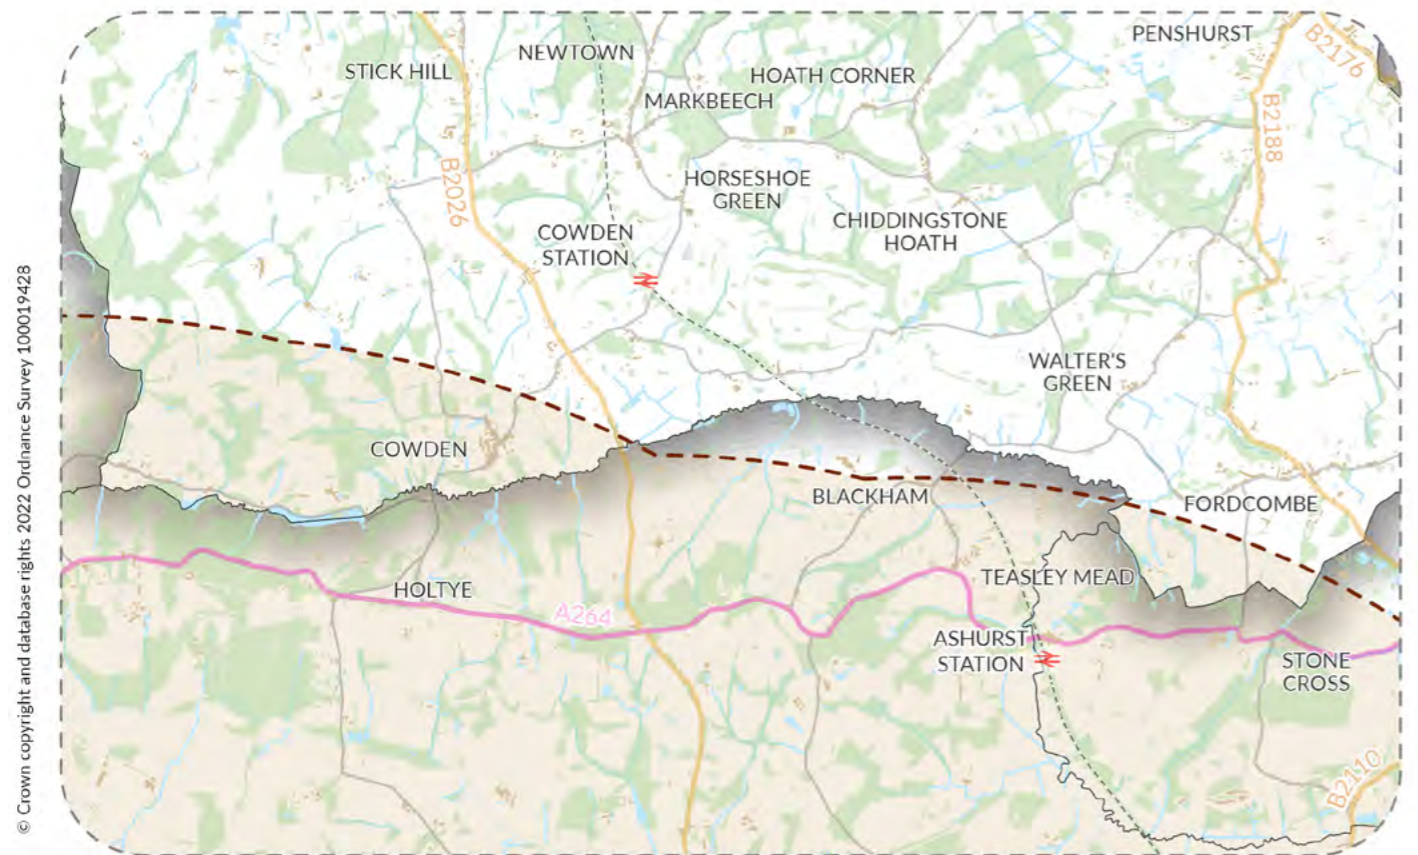 PENSHURST
B2176
NEWTOWN
STICK HILL
HOATH CORNER
MARKBEECH
B2188
B2026
HORSESHOE
GREEN
CHIDDINGSTONE
HOATH
COWDEN
STATION
WALTER'S
GREEN
COWDEN
BLACKHAM
FORDCOMBE
HOLTYE
TEASLEY MEAD
A264
ASHURST
STATION
STONE
CROSS
B2110
© Crown copyright and database rights 2022 Ordnance Survey 100019428